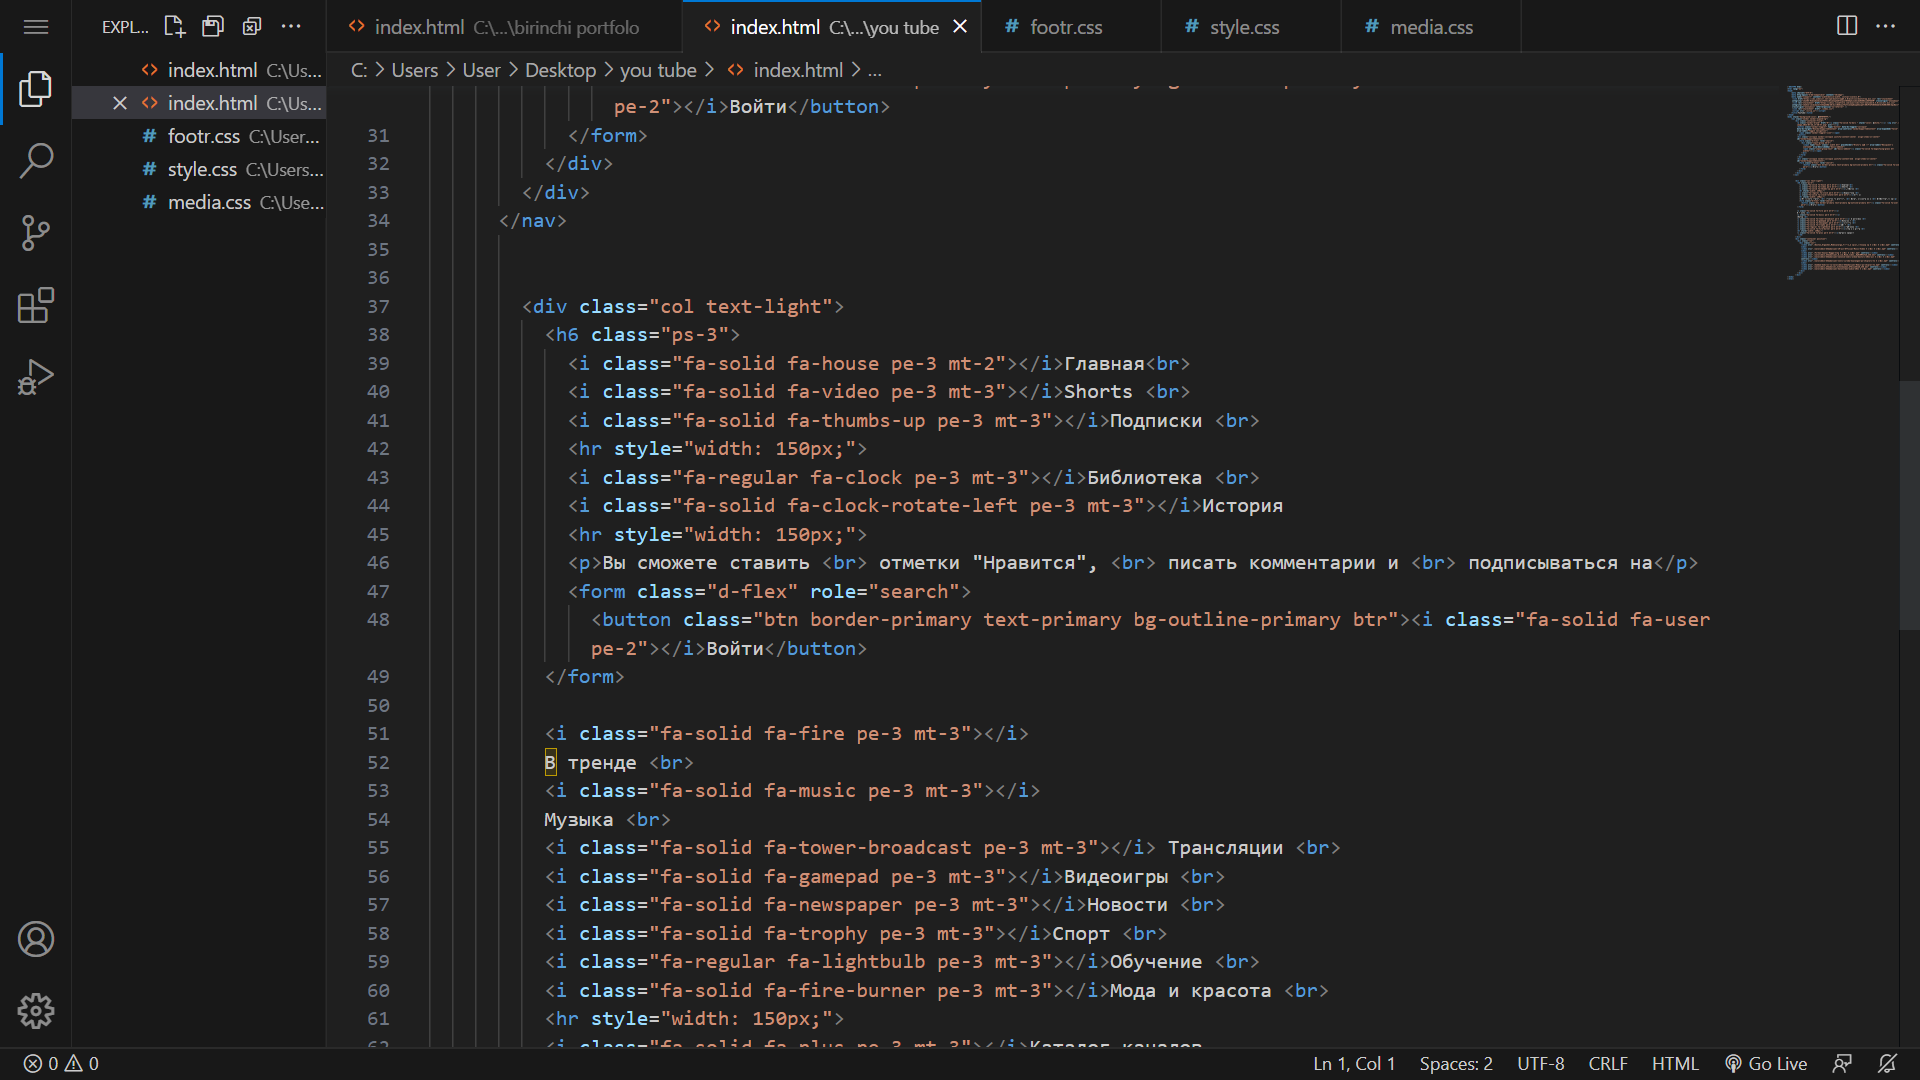 EXPL...
index.html C:\Us...
index.html C:\Us...
footr.css C:\User...
style.css C:\Users...
media.css C:\Use...
index.html C:\...\birinchi portfolo
index.html C:\...\you tube
footr.css
style.css
media.css
C: > Users > User > Desktop > you tube > index.html > ...
pe-2"></i>Войти</button>
31 </form>
32 </div>
33 </div>
34 </nav>
35
36
37 <div class="col text-light">
38 <h6 class="ps-3">
39 <i class="fa-solid fa-house pe-3 mt-2"></i>Главная<br>
40 <i class="fa-solid fa-video pe-3 mt-3"></i>Shorts <br>
41 <i class="fa-solid fa-thumbs-up pe-3 mt-3"></i>Подписки <br>
42 <hr style="width: 150px;">
43 <i class="fa-regular fa-clock pe-3 mt-3"></i>Библиотека <br>
44 <i class="fa-solid fa-clock-rotate-left pe-3 mt-3"></i>История
45 <hr style="width: 150px;">
46 <p>Вы сможете ставить <br> отметки "Нравится", <br> писать комментарии и <br> подписываться на</p>
47 <form class="d-flex" role="search">
48 <button class="btn border-primary text-primary bg-outline-primary btr"><i class="fa-solid fa-user
pe-2"></i>Войти</button>
49 </form>
50
51 <i class="fa-solid fa-fire pe-3 mt-3"></i>
52 В тренде <br>
53 <i class="fa-solid fa-music pe-3 mt-3"></i>
54 Музыка <br>
55 <i class="fa-solid fa-tower-broadcast pe-3 mt-3"></i> Трансляции <br>
56 <i class="fa-solid fa-gamepad pe-3 mt-3"></i>Видеоигры <br>
57 <i class="fa-solid fa-newspaper pe-3 mt-3"></i>Новости <br>
58 <i class="fa-solid fa-trophy pe-3 mt-3"></i>Спорт <br>
59 <i class="fa-regular fa-lightbulb pe-3 mt-3"></i>Обучение <br>
60 <i class="fa-solid fa-fire-burner pe-3 mt-3"></i>Мода и красота <br>
61 <hr style="width: 150px;">
62 <i class="fa-solid fa-plus pe-3 mt-3"></i>Каталог каналов
0 0
Ln 1, Col 1 Spaces: 2 UTF-8 CRLF HTML Go Live